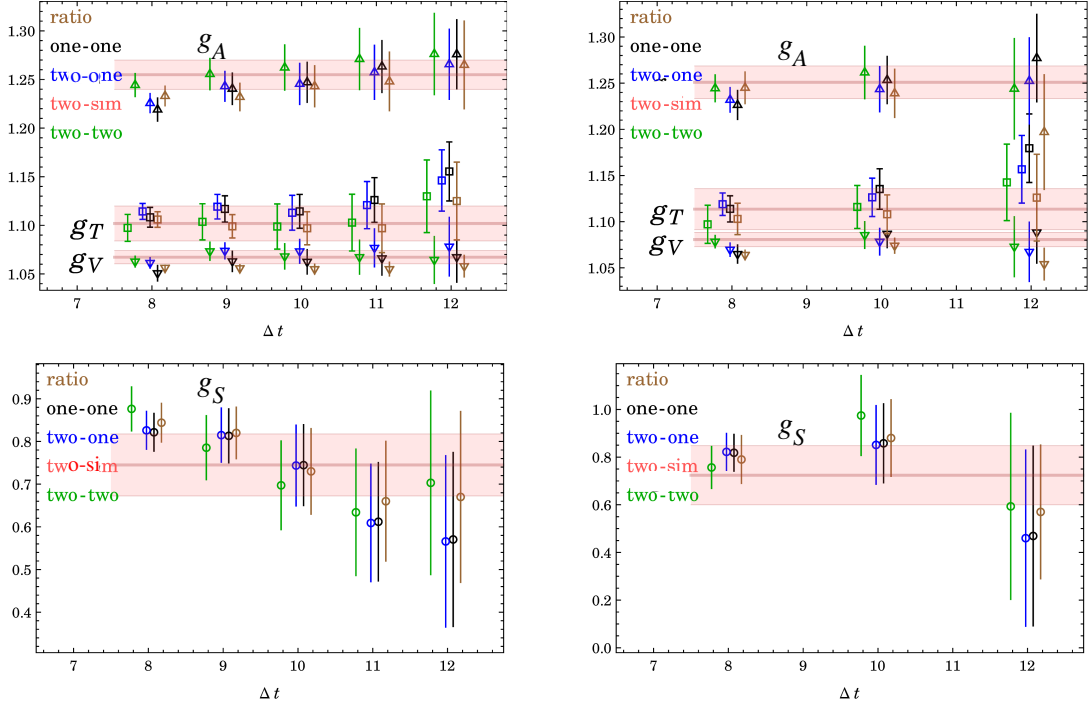 ratio
one-one
two-one
two-sim
two-two
g_A
g_T
g_V
1.30
1.25
1.20
1.15
1.10
1.05
7 8 9 10 11 12
Δ t
ratio
one-one
two-one
two-sim
two-two
g_A
g_T
g_V
1.30
1.25
1.20
1.15
1.10
1.05
7 8 9 10 11 12
Δ t
ratio
one-one
two-one
two-sim
two-two
g_S
0.9
0.8
0.7
0.6
0.5
0.4
7 8 9 10 11 12
Δ t
ratio
one-one
two-one
two-sim
two-two
g_S
1.0
0.8
0.6
0.4
0.2
0.0
7 8 9 10 11 12
Δ t